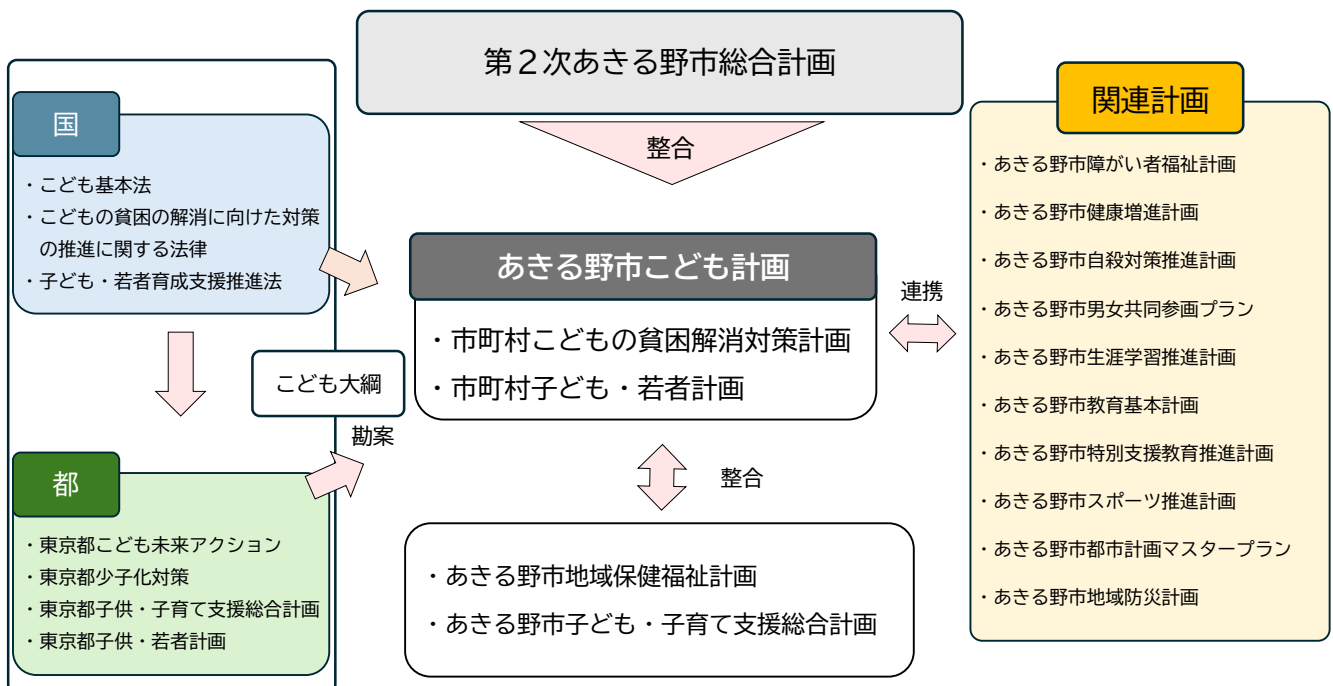 第２次あきる野市総合計画
整合
国
・こども基本法
・こどもの貧困の解消に向けた対策
の推進に関する法律
・子ども・若者育成支援推進法
こども大綱
勘案
都
・東京都こども未来アクション
・東京都少子化対策
・東京都子供・子育て支援総合計画
・東京都子供・若者計画
あきる野市こども計画
・市町村こどもの貧困解消対策計画
・市町村子ども・若者計画
整合
・あきる野市地域保健福祉計画
・あきる野市子ども・子育て支援総合計画
連携
関連計画
・あきる野市障がい者福祉計画
・あきる野市健康増進計画
・あきる野市自殺対策推進計画
・あきる野市男女共同参画プラン
・あきる野市生涯学習推進計画
・あきる野市教育基本計画
・あきる野市特別支援教育推進計画
・あきる野市スポーツ推進計画
・あきる野市都市計画マスタープラン
・あきる野市地域防災計画